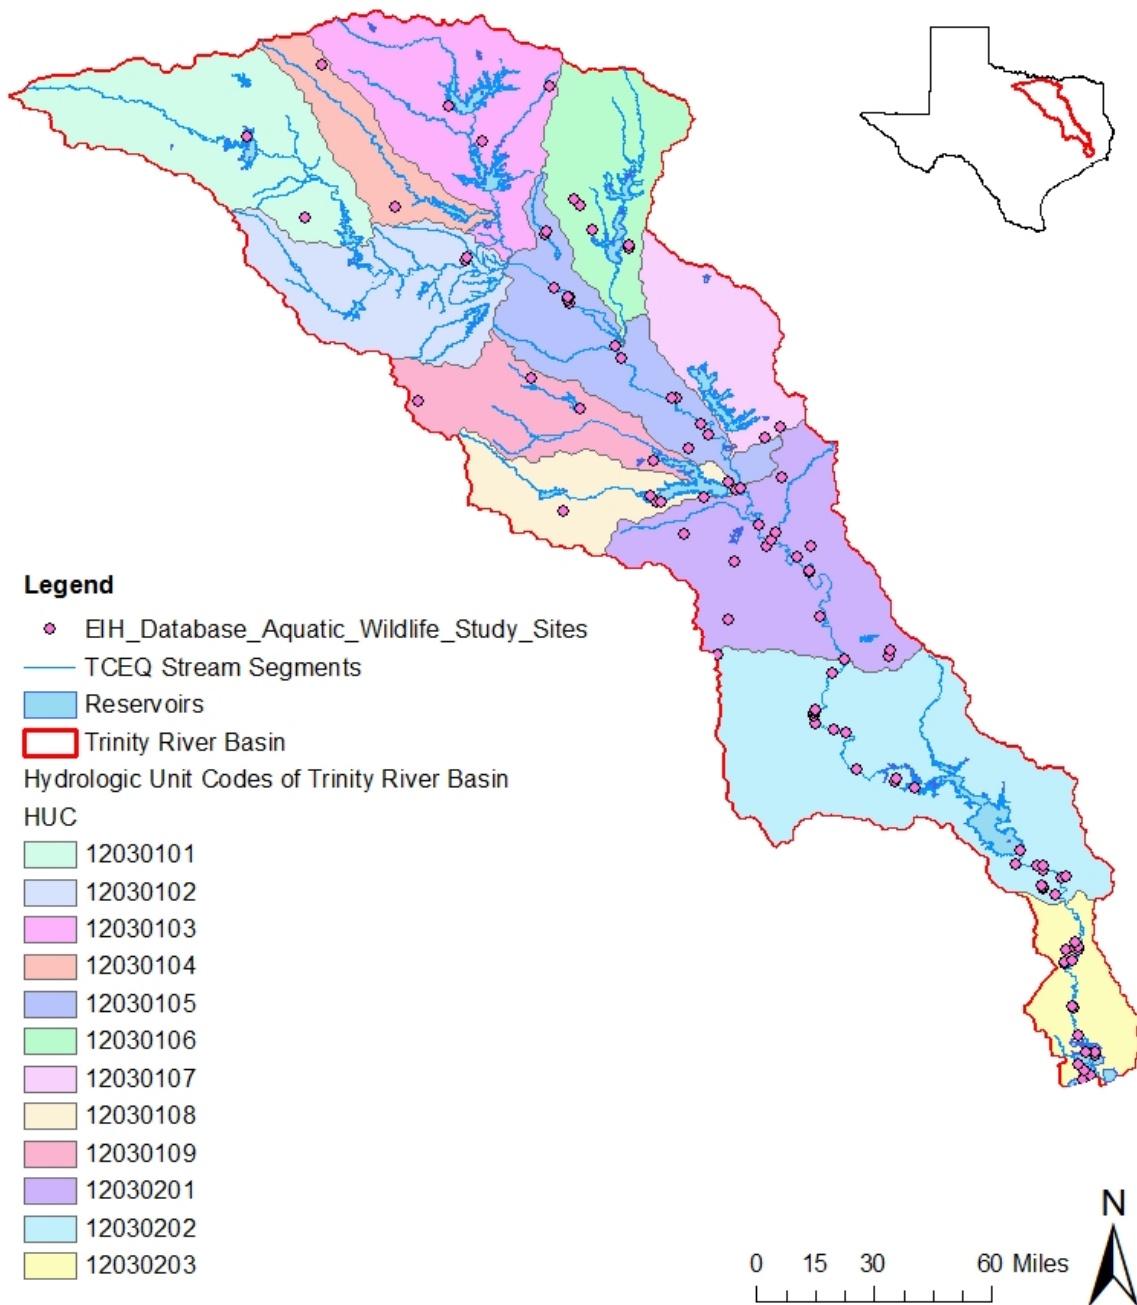 Legend
EIH_Database_Aquatic_Wildlife_Study_Sites
TCEQ Stream Segments
Reservoirs
Trinity River Basin
Hydrologic Unit Codes of Trinity River Basin
HUC
12030101
12030102
12030103
12030104
12030105
12030106
12030107
12030108
12030109
12030201
12030202
12030203
N
0 15 30 60 Miles